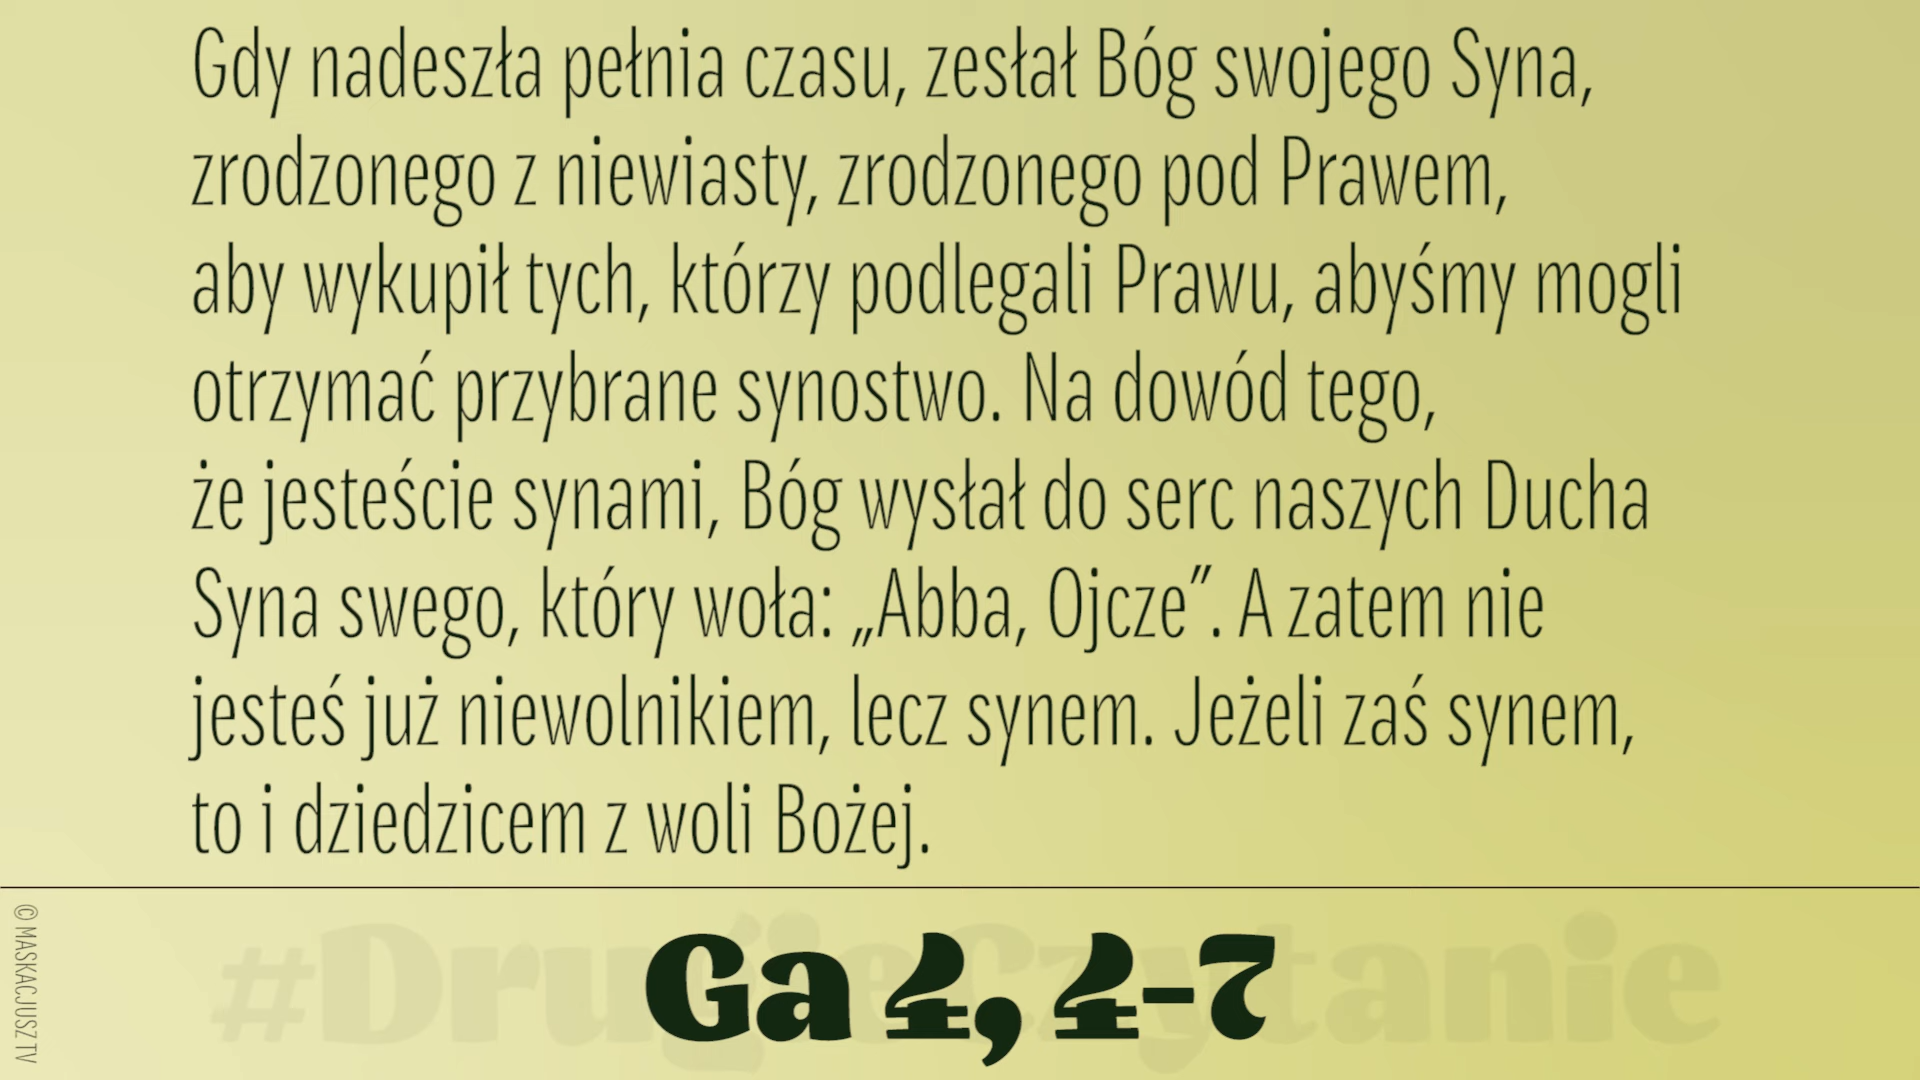 Gdy nadeszła pełnia czasu, zesłał Bóg swojego Syna,
zrodzonego z niewiasty, zrodzonego pod Prawem,
aby wykupił tych, którzy podlegali Prawu, abyśmy mogli
otrzymać przybrane synostwo. Na dowód tego,
że jesteście synami, Bóg wysłał do serc naszych Ducha
Syna swego, który woła: „Abba, Ojcze”. A zatem nie
jesteś już niewolnikiem, lecz synem. Jeżeli zaś synem,
to i dziedzicem z woli Bożej.
#DrugieCzytanie
Ga 4, 4-7
© MASKACJUSZ TV